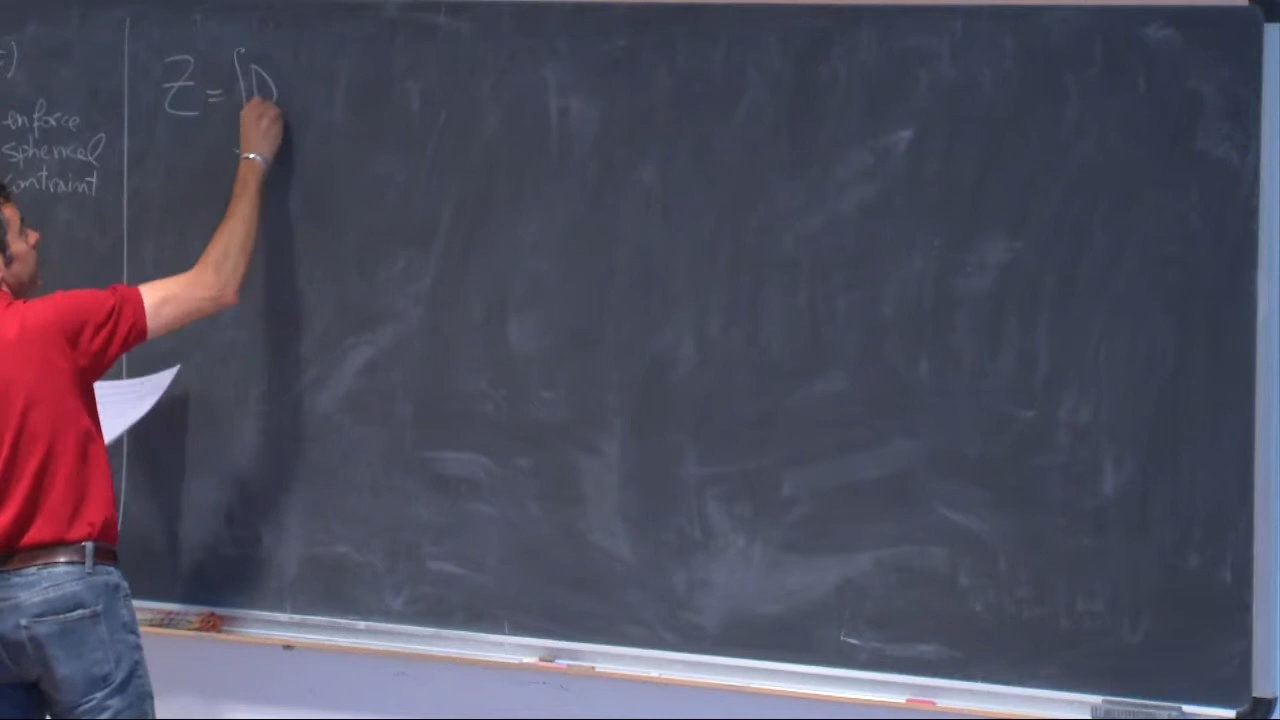 enforce
spherical
contraint
Z = ∫D